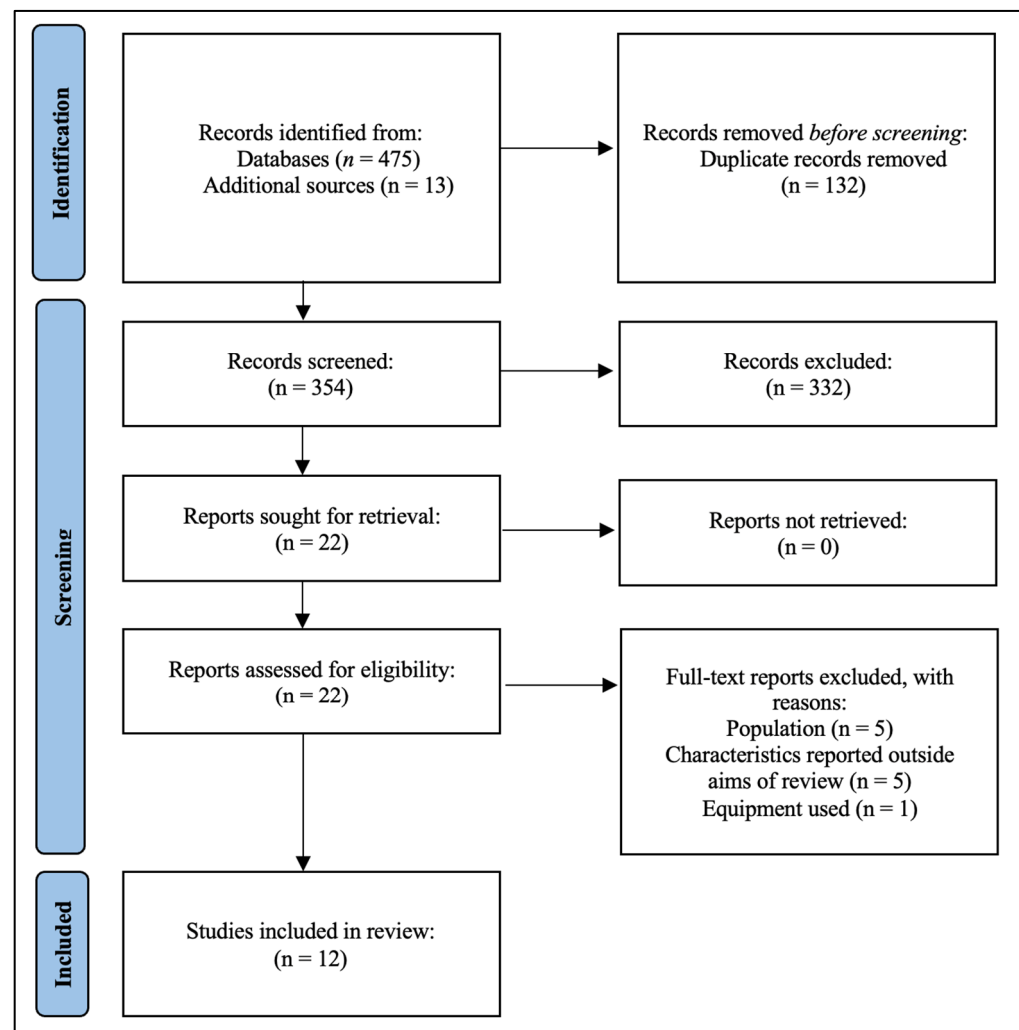 Identification
Records identified from:
Databases (n = 475)
Additional sources (n = 13)
Records removed before screening:
Duplicate records removed
(n = 132)
Screening
Records screened:
(n = 354)
Records excluded:
(n = 332)
Reports sought for retrieval:
(n = 22)
Reports not retrieved:
(n = 0)
Reports assessed for eligibility:
(n = 22)
Full-text reports excluded, with
reasons:
Population (n = 5)
Characteristics reported outside
aims of review (n = 5)
Equipment used (n = 1)
Included
Studies included in review:
(n = 12)